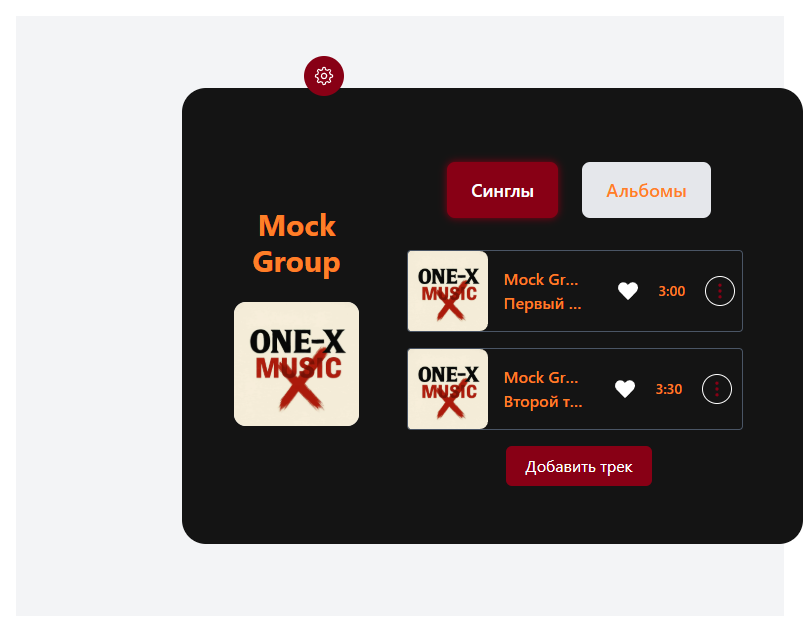 Синглы
Альбомы
Mock
Group
ONE-X
MUSIC
ONE-X
MUSIC
Mock Gr...
Первый ...
3:00
ONE-X
MUSIC
Mock Gr...
Второй т...
3:30
Добавить трек